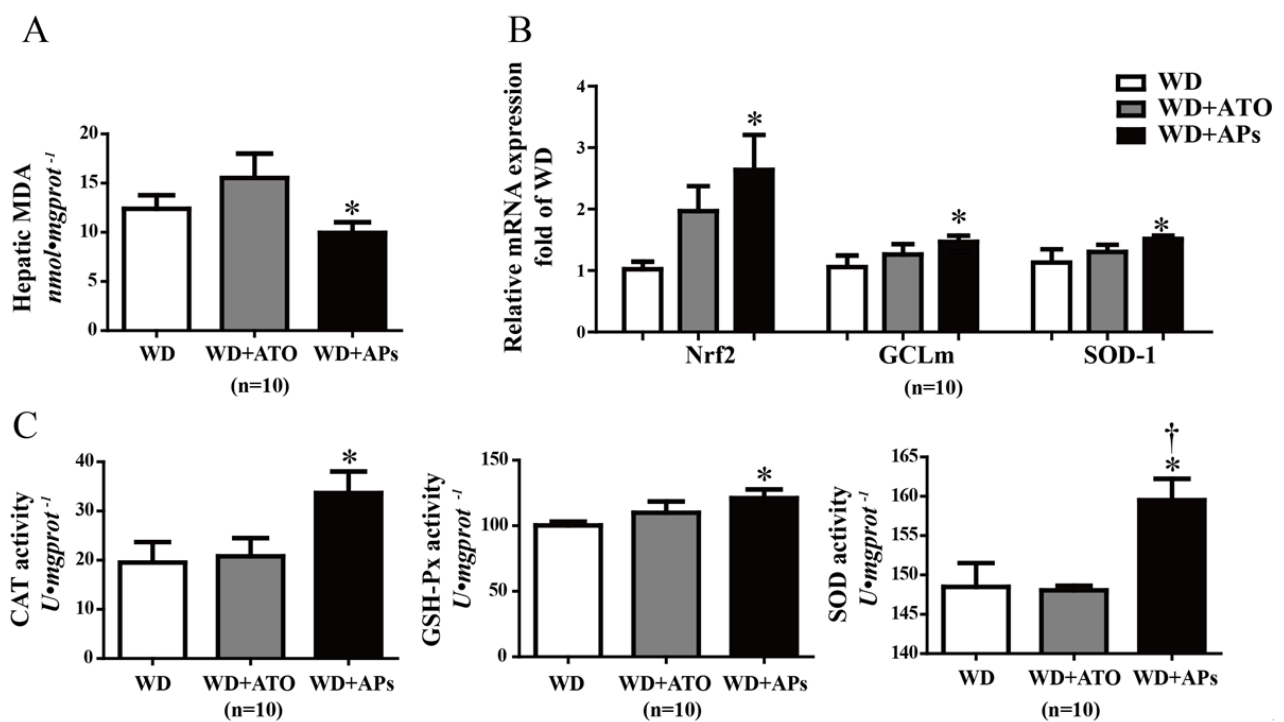 A
Hepatic MDA
nmol•mgprot -1
20
15
10
5
0
*
WD
WD+ATO
WD+APs
(n=10)
B
Relative mRNA expression
fold of WD
4
3
2
1
0
*
*
*
Nrf2
GCLm
SOD-1
(n=10)
WD
WD+ATO
WD+APs
C
CAT activity
U•mgprot -1
40
30
20
10
0
*
WD
WD+ATO
WD+APs
(n=10)
GSH-Px activity
U•mgprot -1
150
100
50
0
*
WD
WD+ATO
WD+APs
(n=10)
SOD activity
U•mgprot -1
165
160
155
150
145
140
†
*
WD
WD+ATO
WD+APs
(n=10)